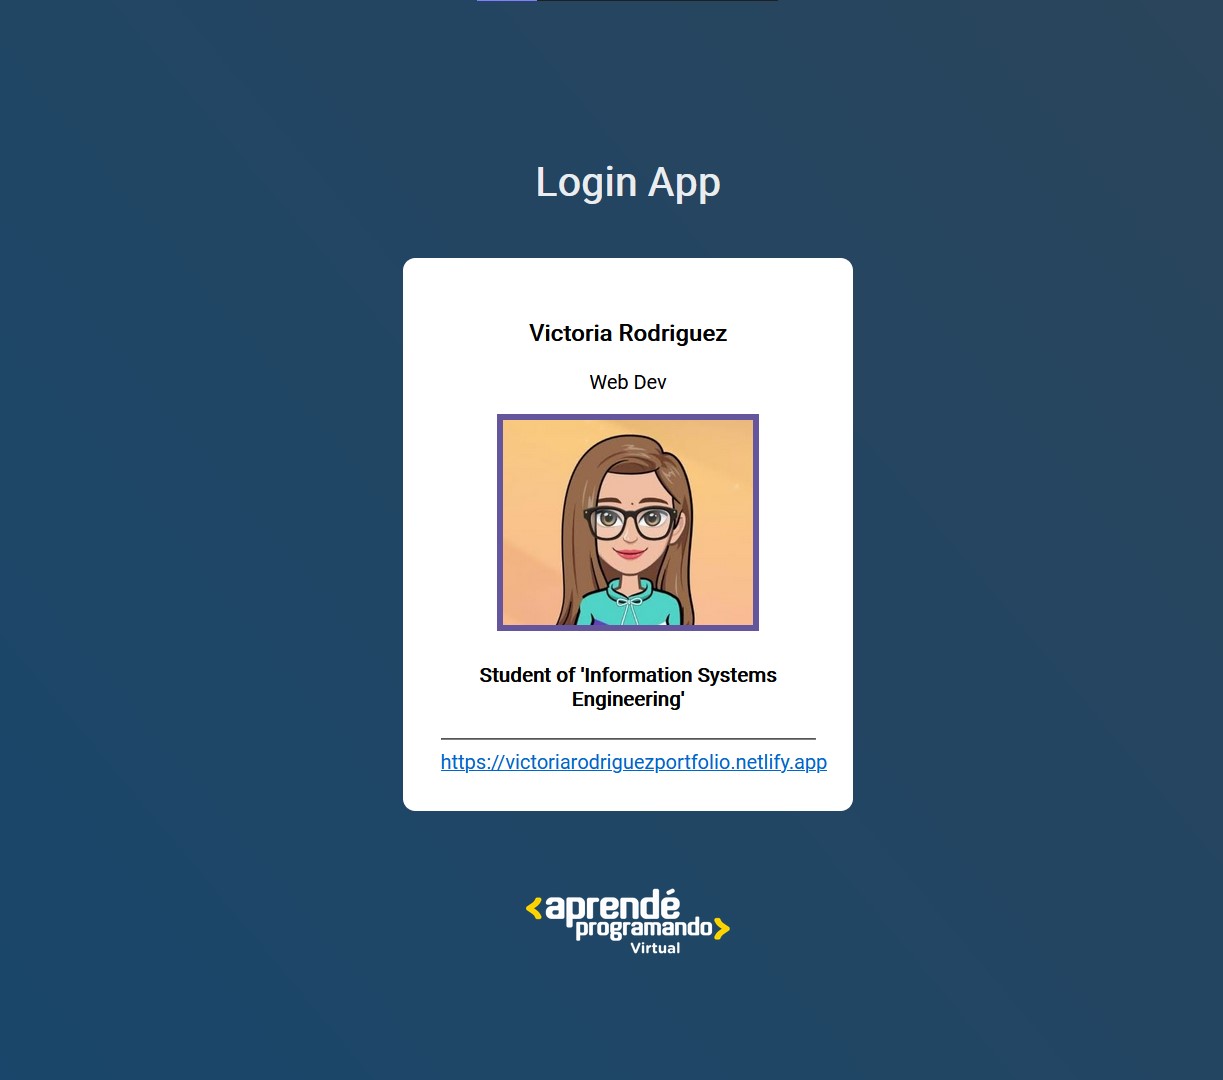 Login App
Victoria Rodriguez
Web Dev
Student of 'Information Systems
Engineering'
https://victoriarodriguezportfolio.netlify.app
<aprendé
programando>
Virtual